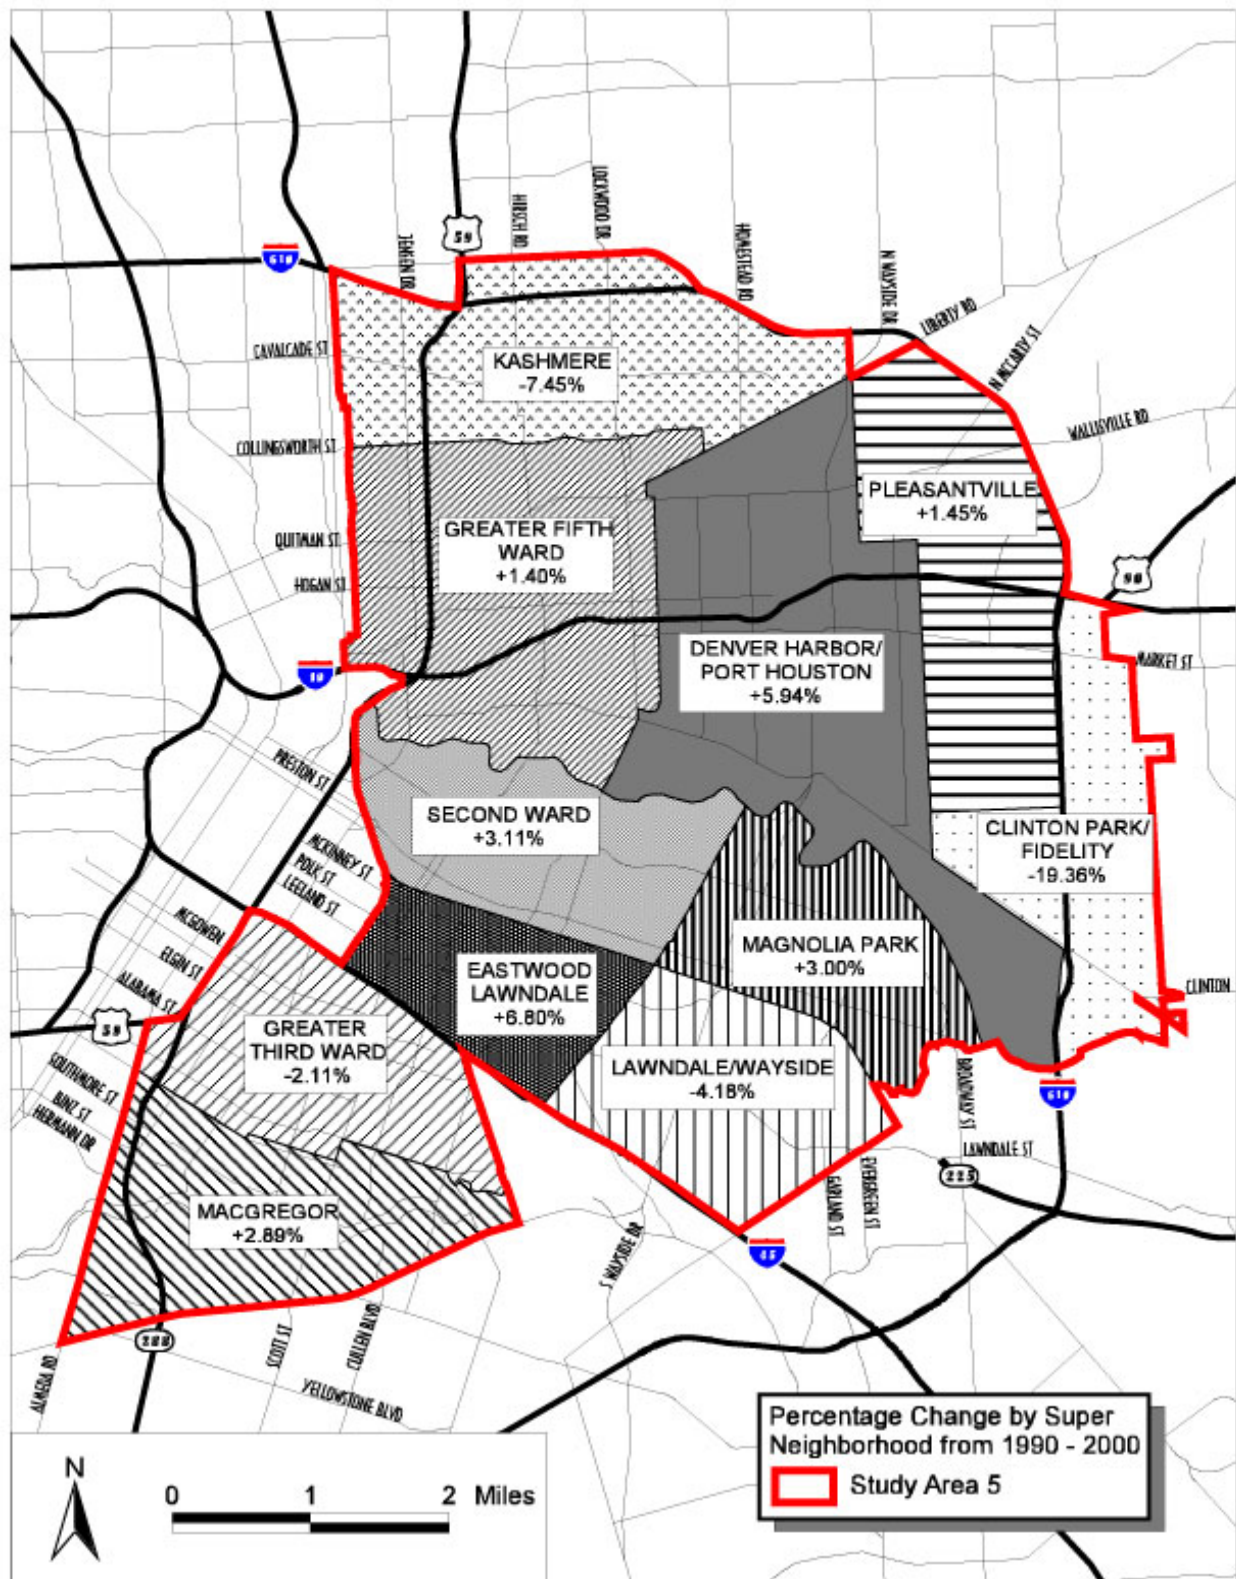 LOCKWOOD DR
HIRSCH RD
JENSEN DR
59
HOMESTEAD RD
N WAYSIDE DR
LIBERTY RD
N MCCARTY ST
WALLISVILLE RD
610
CAVALCADE ST
KASHMERE
-7.45%
COLLINGSWORTH ST
PLEASANTVILLE
+1.45%
GREATER FIFTH
WARD
+1.40%
QUITMAN ST
HOGAN ST
90
DENVER HARBOR/
PORT HOUSTON
+5.94%
MARKET ST
10
PRESTON ST
SECOND WARD
+3.11%
CLINTON PARK/
FIDELITY
-19.36%
MCKINNEY ST
POLK ST
LEELAND ST
MCGOWEN
ELGIN ST
ALABAMA ST
MAGNOLIA PARK
+3.00%
EASTWOOD
LAWNDALE
+6.80%
CLINTON
59
GREATER
THIRD WARD
-2.11%
LAWNDALE/WAYSIDE
-4.18%
SOUTHMORE ST
BINZ ST
HERMANN DR
BROADWAY ST
610
LAWNDALE ST
225
EVERGREEN ST
GARLAND ST
MACGREGOR
+2.89%
S WAYSIDE DR
45
288
SCOTT ST
CULLEN BLVD
ALMEDA RD
YELLOWSTONE BLVD
Percentage Change by Super
Neighborhood from 1990 - 2000
Study Area 5
N
0 1 2 Miles